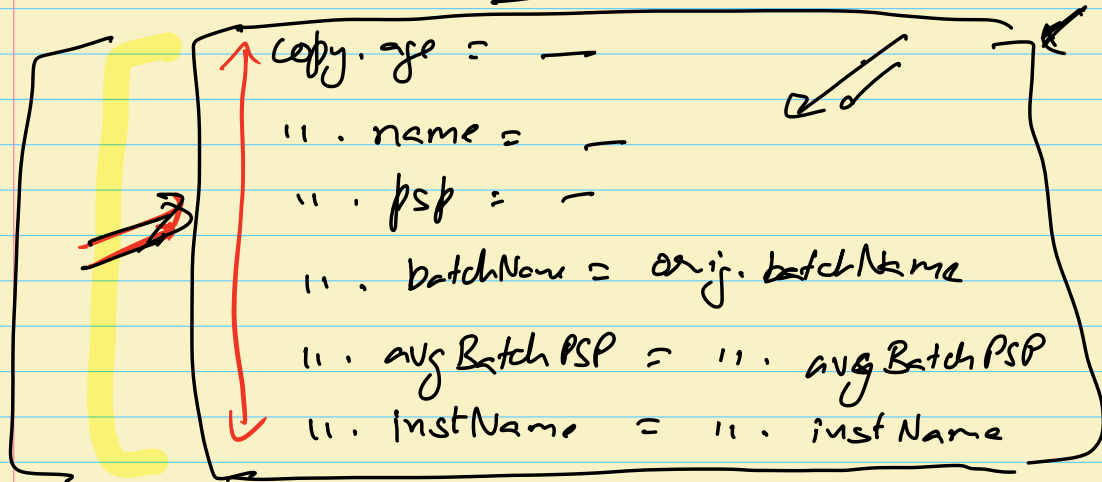 copy.age = —
". name = —
". psp = —
". batchName = orig.batchName
". avgBatchPSP = ". avgBatchPSP
". instName = ". instName